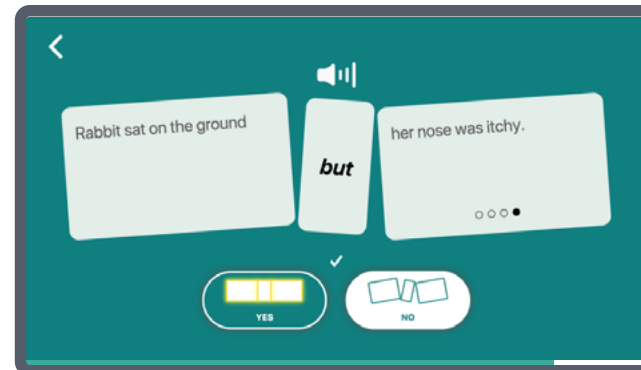 Rabbit sat on the ground
but
her nose was itchy.
YES
NO